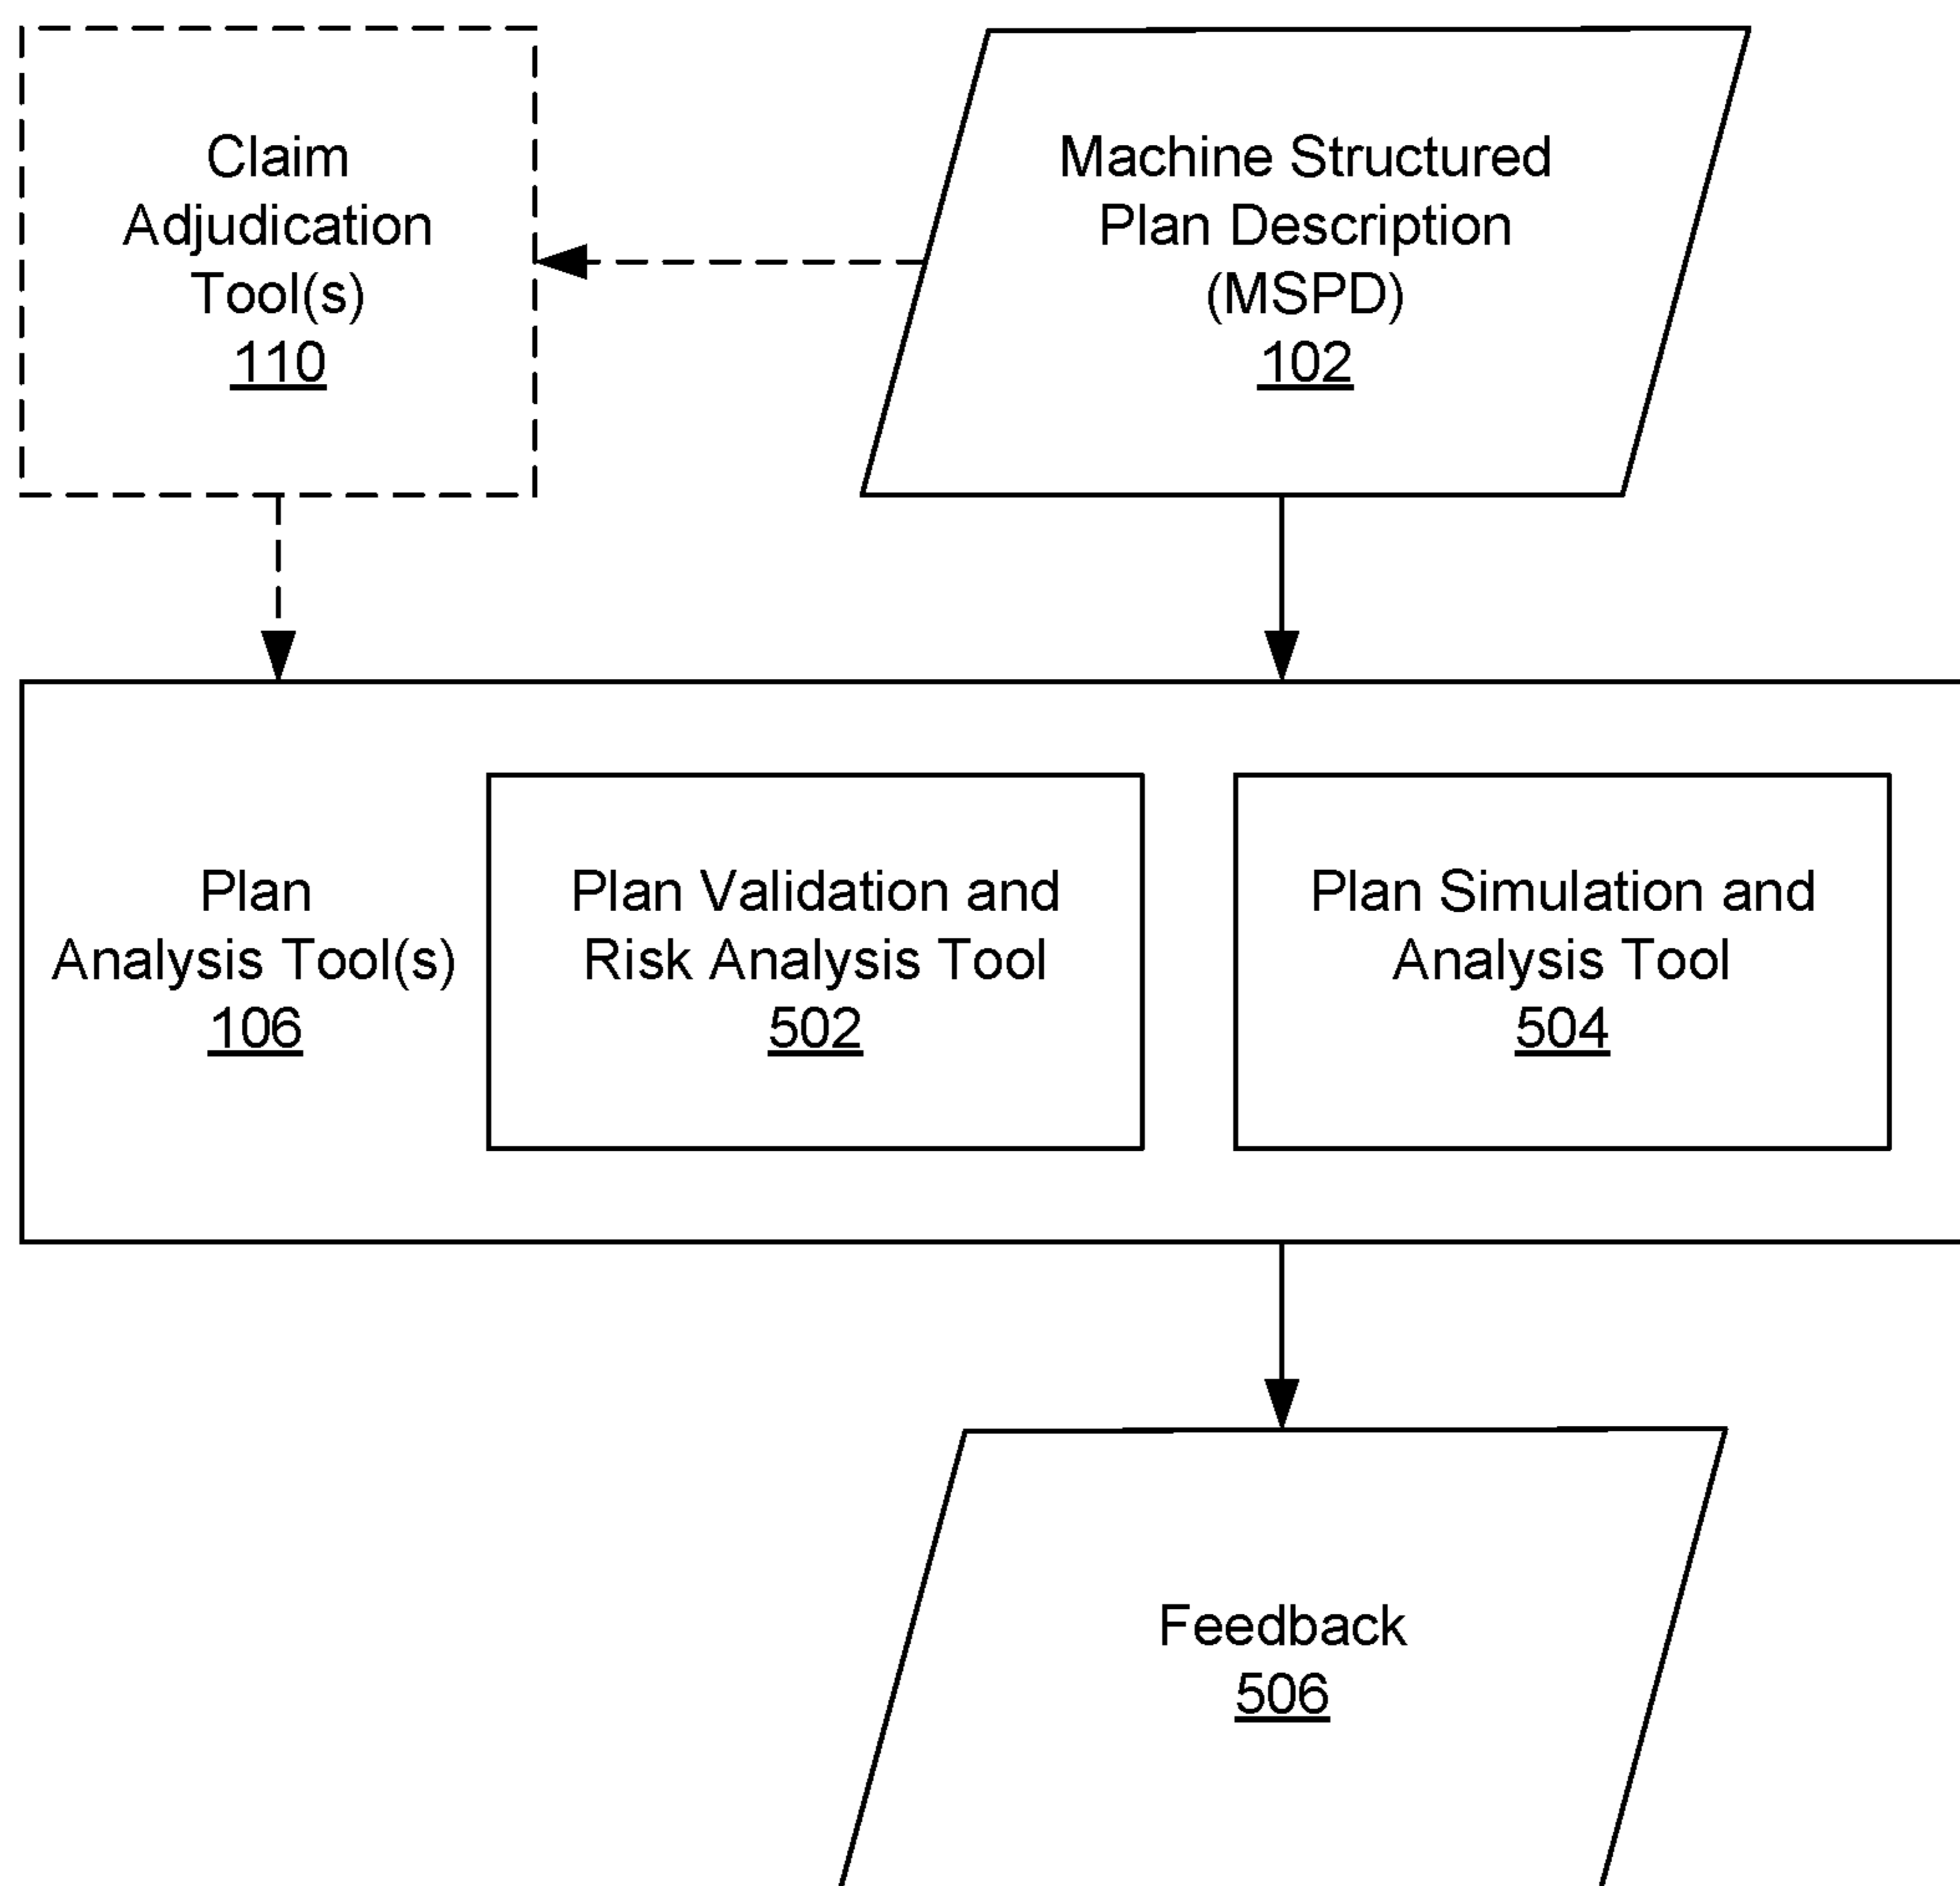 Claim
Adjudication
Tool(s)
110
Machine Structured
Plan Description
(MSPD)
102
Plan
Analysis Tool(s)
106
Plan Validation and
Risk Analysis Tool
502
Plan Simulation and
Analysis Tool
504
Feedback
506